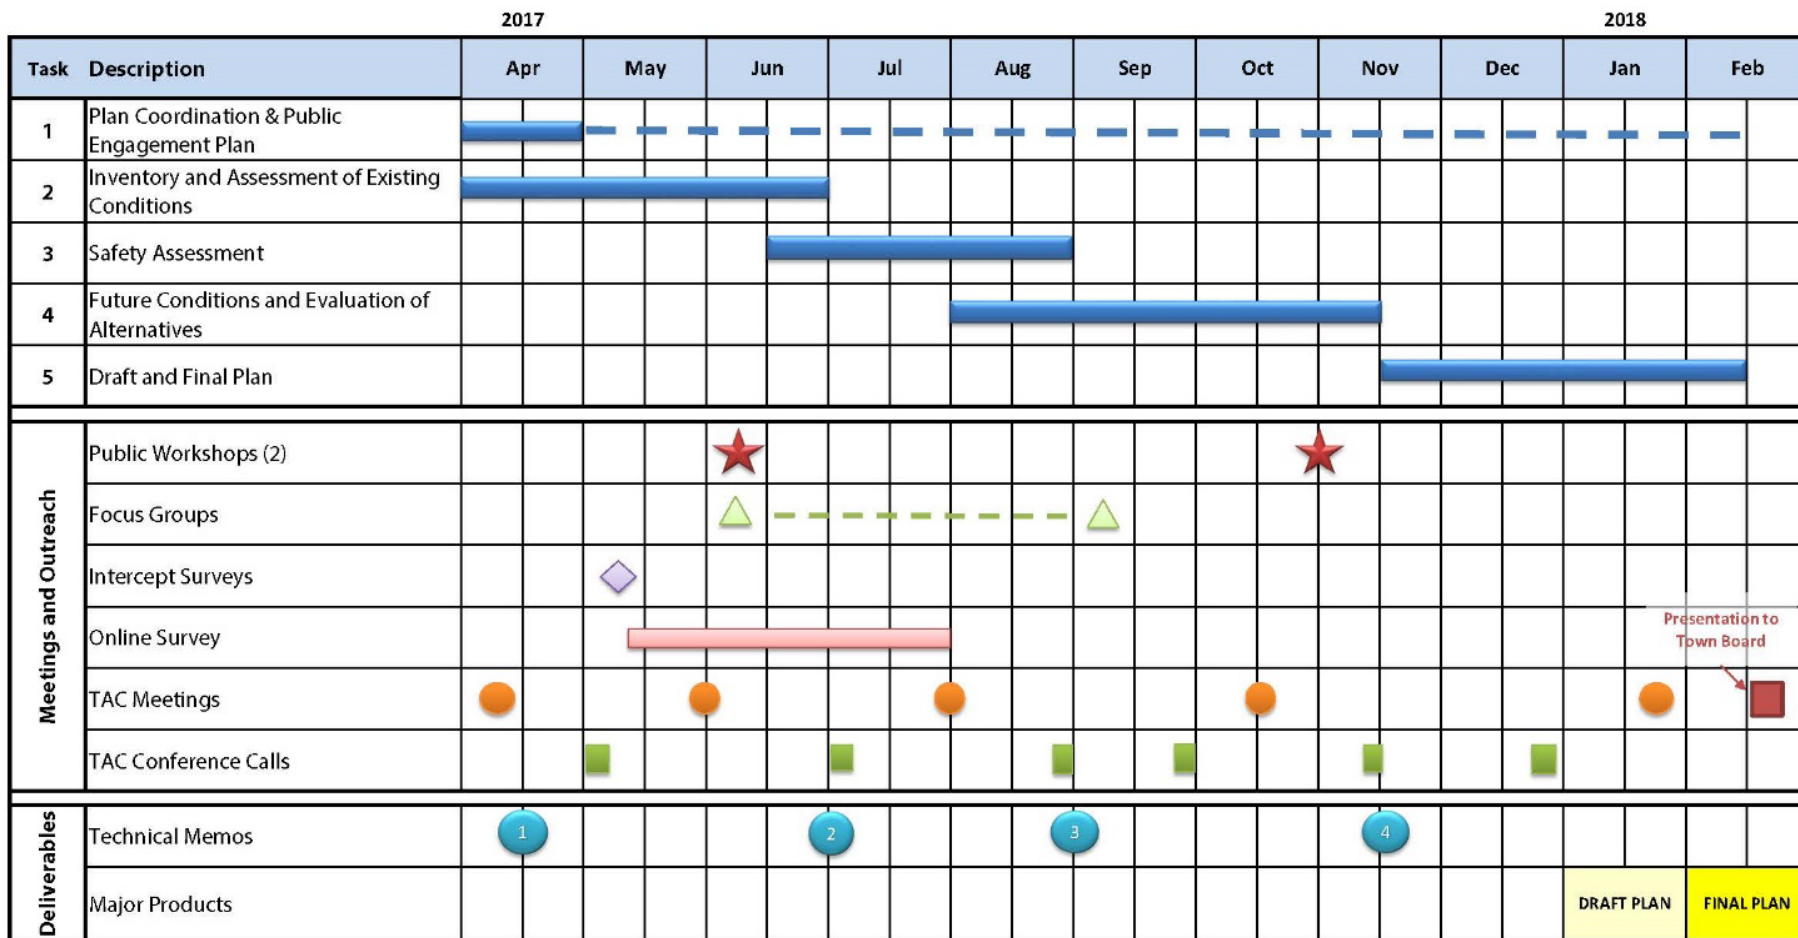 2017 2018
Task Description Apr May Jun Jul Aug Sep Oct Nov Dec Jan Feb
1 Plan Coordination & Public
Engagement Plan
2 Inventory and Assessment of Existing
Conditions
3 Safety Assessment
4 Future Conditions and Evaluation of
Alternatives
5 Draft and Final Plan
Meetings and Outreach
Public Workshops (2)
Focus Groups
Intercept Surveys
Online Survey
Presentation to
Town Board
TAC Meetings
TAC Conference Calls
Deliverables
Technical Memos 1 2 3 4
Major Products DRAFT PLAN FINAL PLAN